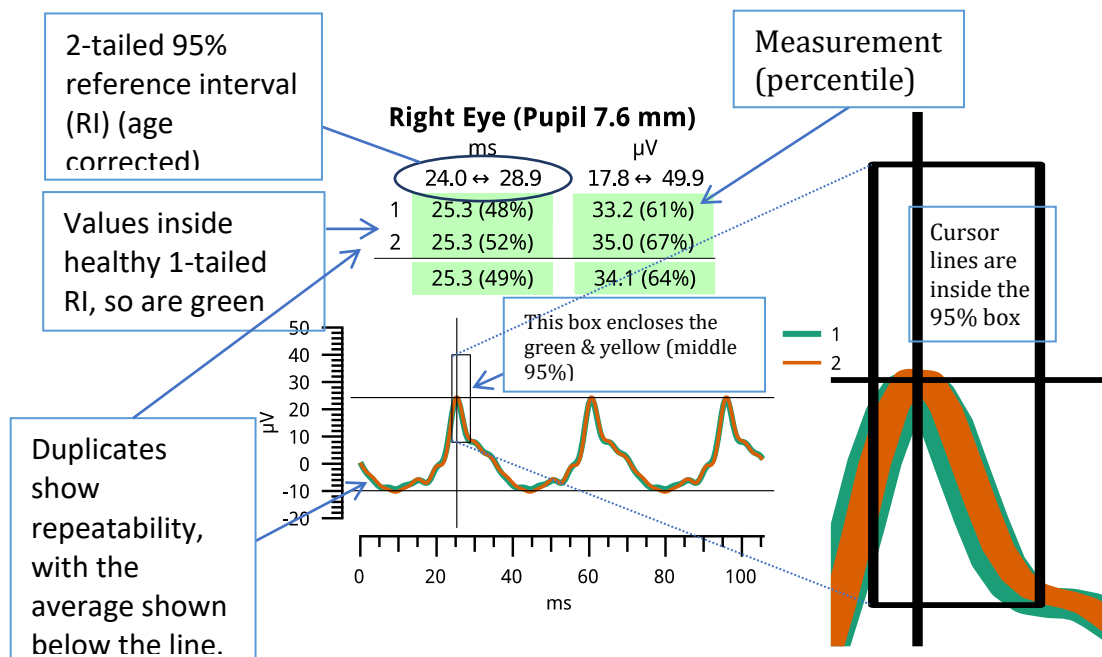 2-tailed 95%
reference interval
(RI) (age
corrected)
Values inside
healthy 1-tailed
RI, so are green
Duplicates
show
repeatability,
with the
average shown
below the line.
Measurement
(percentile)
Right Eye (Pupil 7.6 mm)
ms µV
24.0 ↔ 28.9 17.8 ↔ 49.9
1 25.3 (48%) 33.2 (61%)
2 25.3 (52%) 35.0 (67%)
25.3 (49%) 34.1 (64%)
This box encloses the
green & yellow (middle
95%)
1
2
Cursor
lines are
inside the
95% box
50
40
30
20
10
0
-10
-20
µV
0 20 40 60 80 100
ms